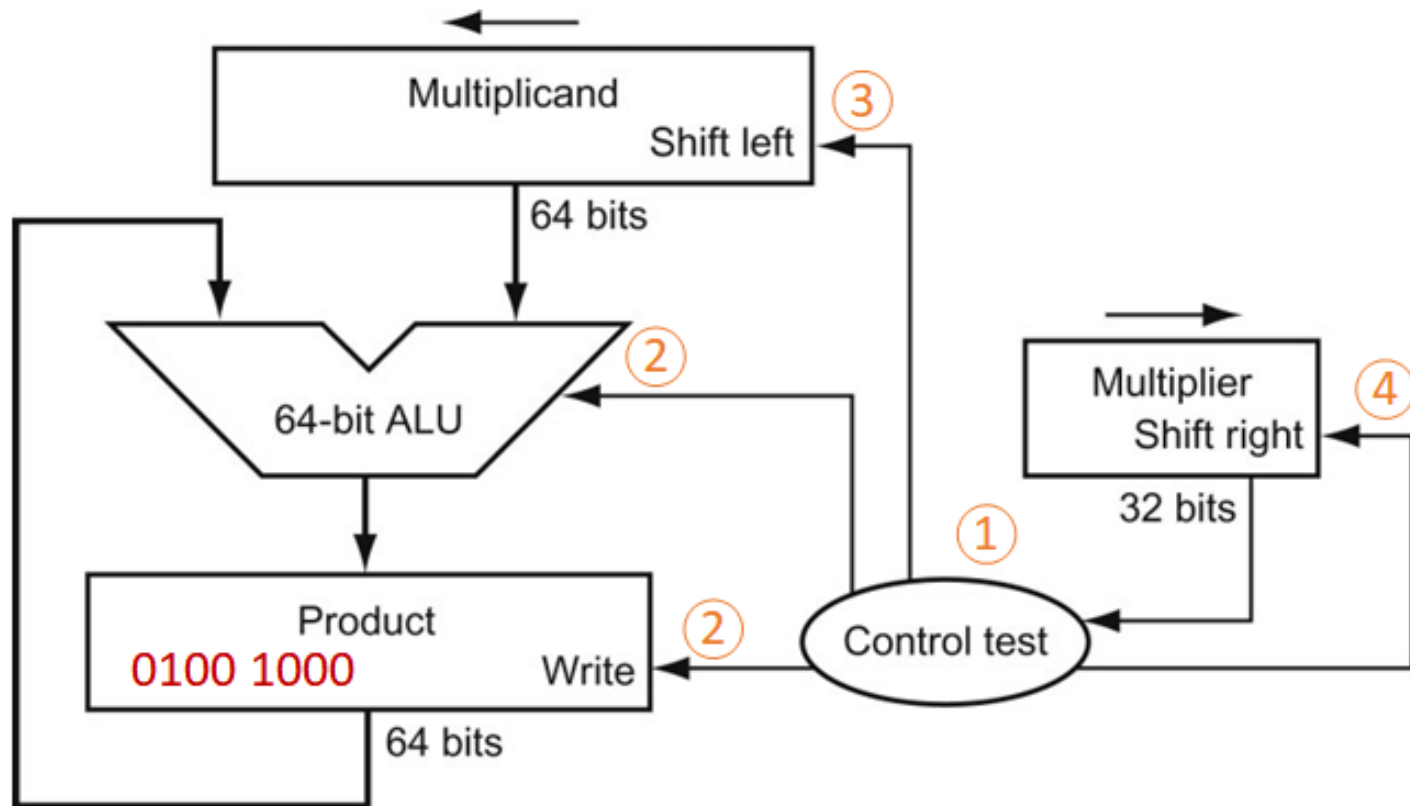 Multiplicand
③
Shift left
64 bits
②
64-bit ALU
Multiplier
④
Shift right
32 bits
①
Product
②
Control test
0100 1000
Write
64 bits